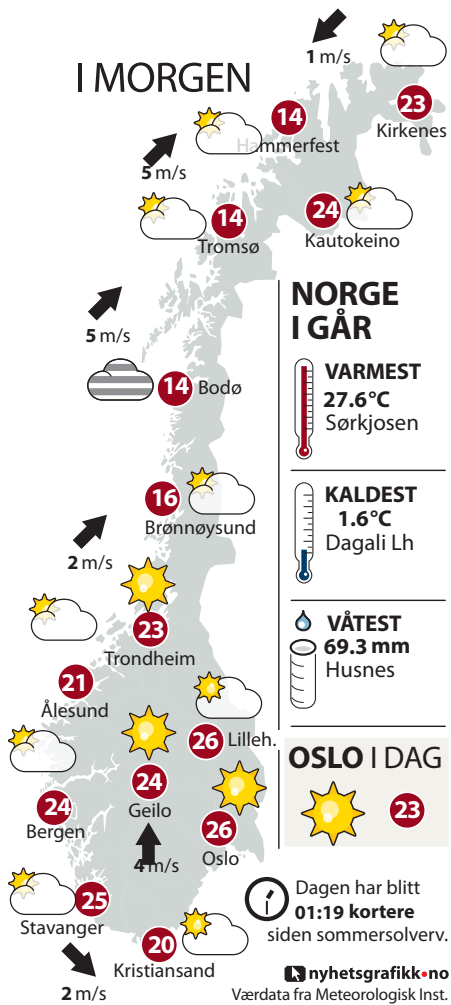 I MORGEN
1 m/s
23
Kirkenes
14
Hammerfest
5 m/s
14
Tromsø
24
Kautokeino
5 m/s
14 Bodø
16
Brønnøysund
2 m/s
23
Trondheim
21
Ålesund
26 Lilleh.
24
Geilo
24
Bergen
26
Oslo
4 m/s
25
Stavanger
20
Kristiansand
2 m/s
NORGE
I GÅR
VARMEST
27.6°C
Sørkjosen
KALDEST
1.6°C
Dagali Lh
VÅTEST
69.3 mm
Husnes
OSLO I DAG
23
Dagen har blitt
01:19 kortere
siden sommersolverv.
nyhetsgrafikk•no
Værdata fra Meteorologisk Inst.